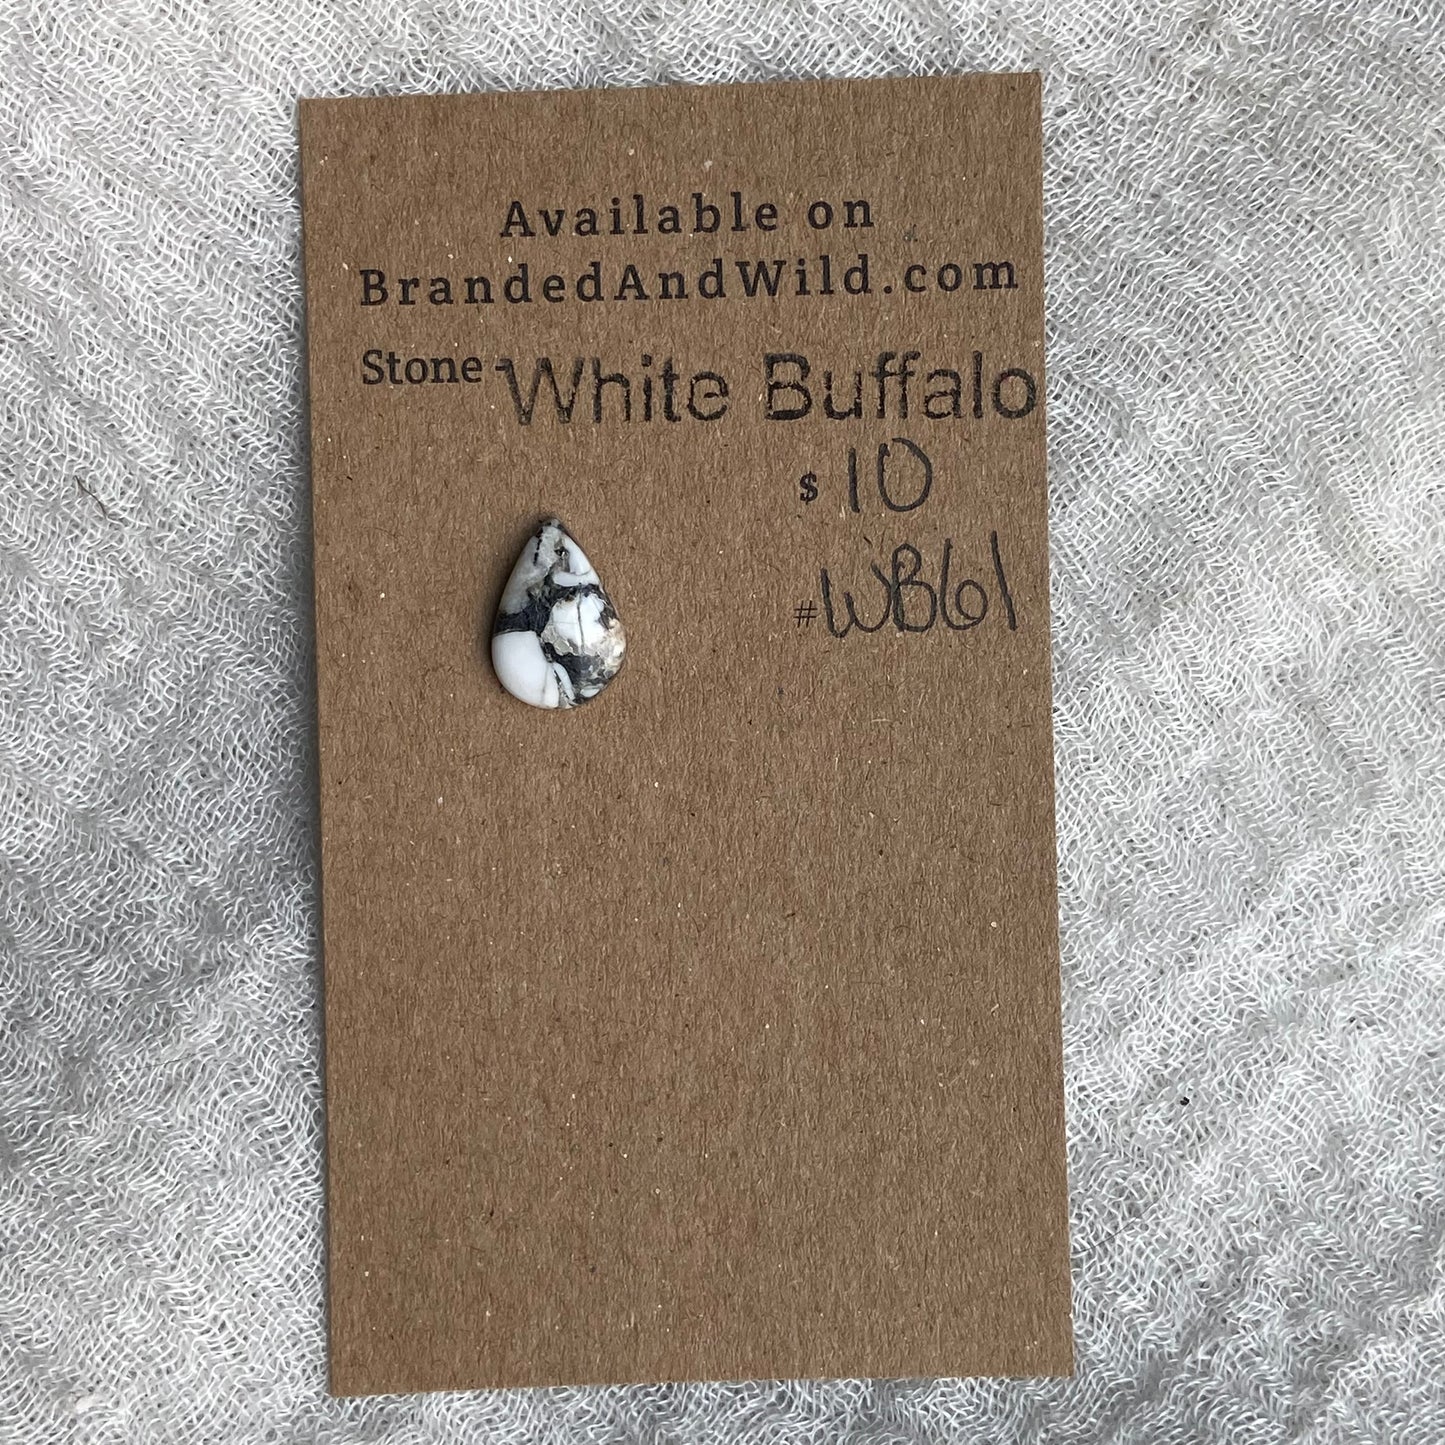 Available on
BrandedAndWild.com
Stone - White Buffalo
$ 10
# WB61